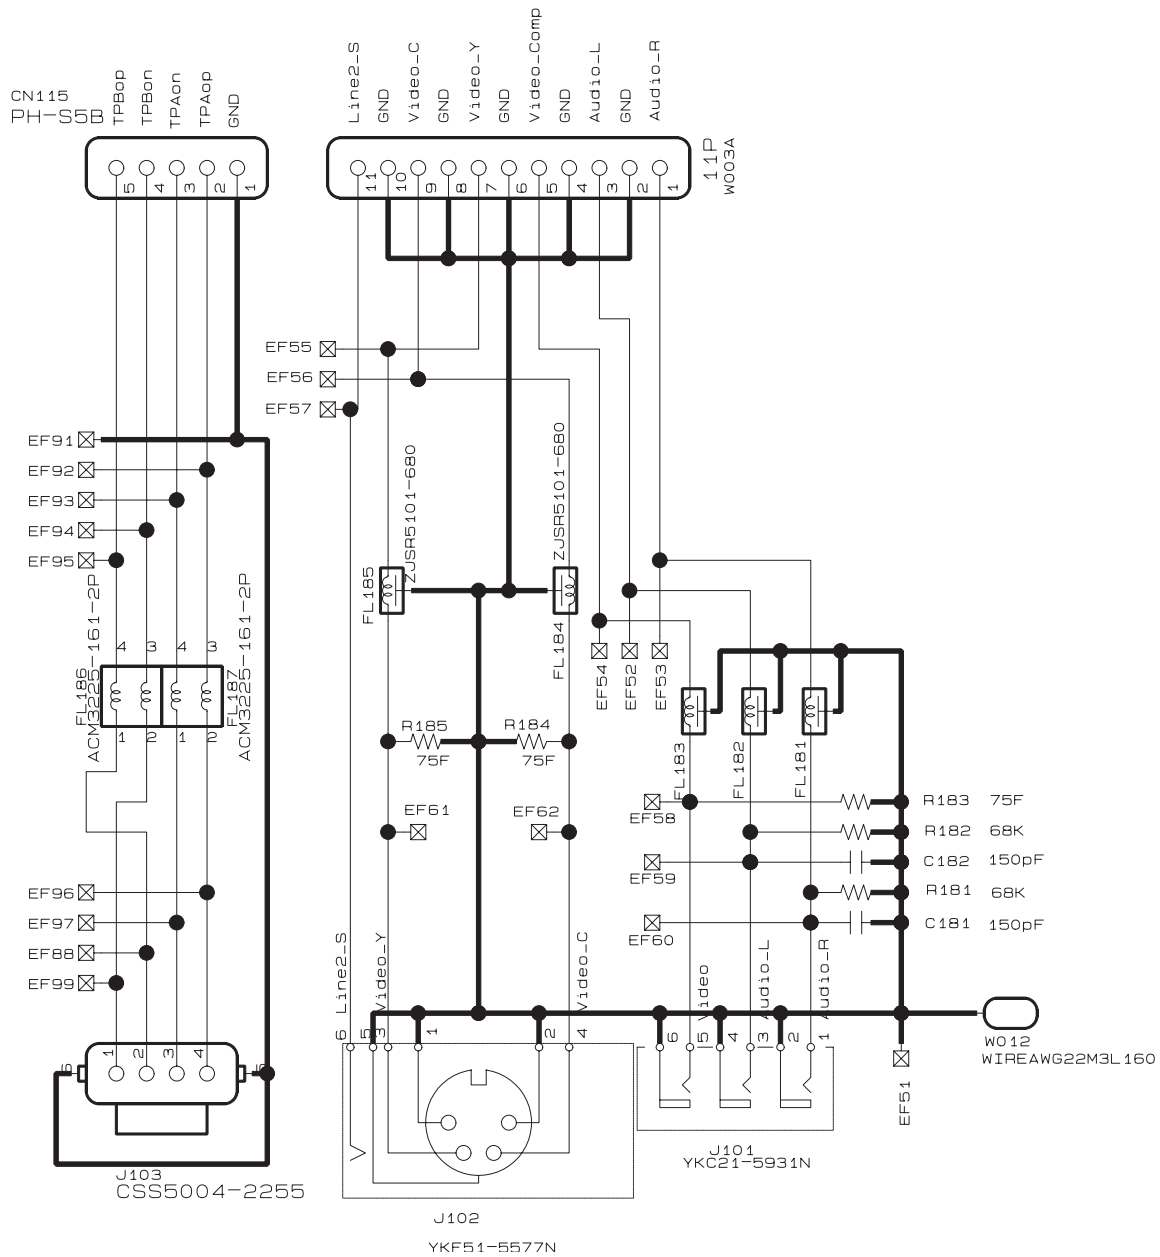 CN115
PH-S5B
TPBop
TPBon
TPAon
TPAop
GND
5
4
3
2
1
Line2_S
GND
Video_C
GND
Video_Y
GND
Video_Comp
GND
Audio_L
GND
Audio_R
11
10
9
8
7
6
5
4
3
2
1
11P
W003A
EF55
EF56
EF57
EF91
EF92
EF93
EF94
EF95
ZJSR5101-680
ZJSR5101-680
FL185
FL184
ACM3225-161-2P
FL186
4
3
4
3
1
2
1
2
FL187
ACM3225-161-2P
EF54
EF52
EF53
R185
75F
R184
75F
FL183
FL182
FL181
EF61
EF62
EF58
EF59
EF60
R183 75F
R182 68K
C182 150pF
R181 68K
C181 150pF
EF96
EF97
EF88
EF99
Line2_S
Video_Y
Video_C
Video
Audio_L
Audio_R
6
5
3
1
2
4
6
5
4
3
2
1
1
2
3
4
W012
WIREAWG22M3L160
EF51
J103
CSS5004-2255
J102
YKF51-5577N
J101
YKC21-5931N